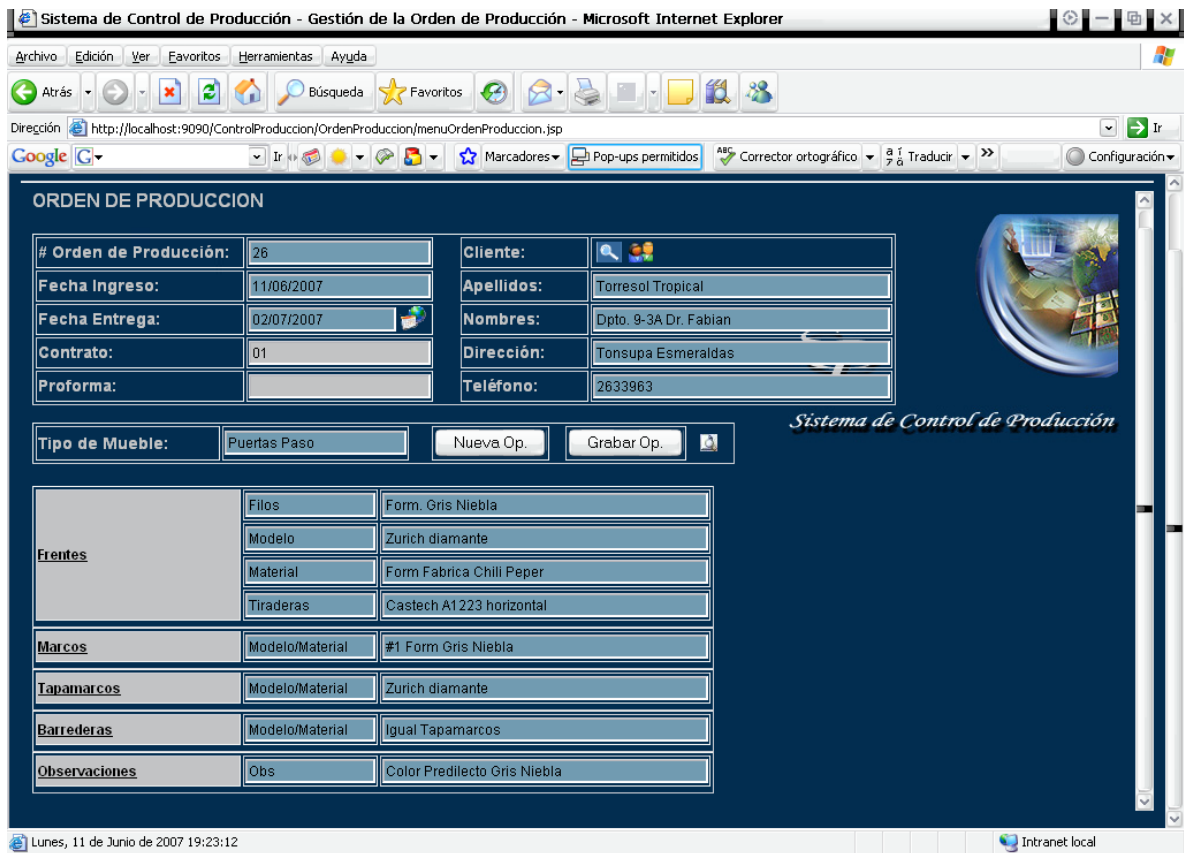 Sistema de Control de Producción - Gestión de la Orden de Producción - Microsoft Internet Explorer
Archivo Edición Ver Favoritos Herramientas Ayuda
Atrás Búsqueda Favoritos
Dirección http://localhost:9090/ControlProduccion/OrdenProduccion/menuOrdenProduccion.jsp Ir
Google G Ir Marcadores Pop-ups permitidos ABC Corrector ortográfico Traducir >> Configuración
ORDEN DE PRODUCCION
# Orden de Producción: 26 Cliente:
Fecha Ingreso: 11/06/2007 Apellidos: Torresol Tropical
Fecha Entrega: 02/07/2007 Nombres: Dpto. 9-3A Dr. Fabian
Contrato: 01 Dirección: Tonsupa Esmeraldas
Proforma: Teléfono: 2633963
Sistema de Control de Producción
Tipo de Mueble: Puertas Paso Nueva Op. Grabar Op.
Frentes
Filos Form. Gris Niebla
Modelo Zurich diamante
Material Form Fabrica Chili Peper
Tiraderas Castech A1223 horizontal
Marcos Modelo/Material #1 Form Gris Niebla
Tapamarcos Modelo/Material Zurich diamante
Barrederas Modelo/Material Igual Tapamarcos
Observaciones Obs Color Predilecto Gris Niebla
Lunes, 11 de Junio de 2007 19:23:12 Intranet local